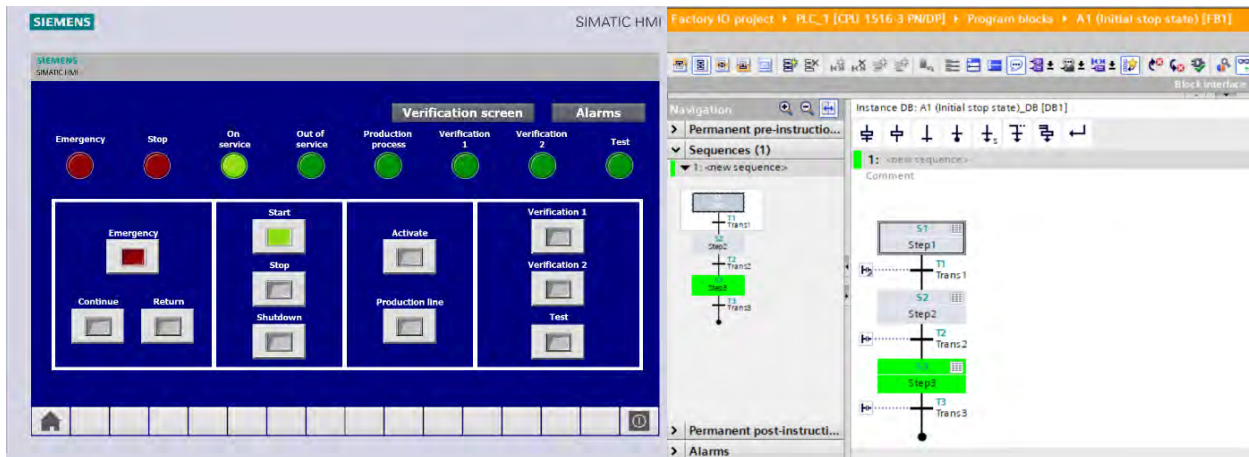 SIEMENS
SIMATIC HMI
SIEMENS
SIMATIC HMI
Verification screen
Alarms
Emergency
Stop
On service
Out of service
Production process
Verification 1
Verification 2
Test
Emergency
Continue
Return
Start
Stop
Shutdown
Activate
Production line
Verification 1
Verification 2
Test
Factory IO project ▸ PLC_1 [CPU 1516-3 PN/DP] ▸ Program blocks ▸ A1 (Initial stop state) [FB1]
Block interface
Navigation
Permanent pre-instructio...
Sequences (1)
1: <new sequence>
T1
Trans1
S2
Step2
T2
Trans2
Step3
T3
Trans3
Permanent post-instructi...
Alarms
Instance DB: A1 (Initial stop state)_DB [DB1]
1: <new sequence>
Comment
S1
Step1
T1
Trans1
S2
Step2
T2
Trans2
S3
Step3
T3
Trans3